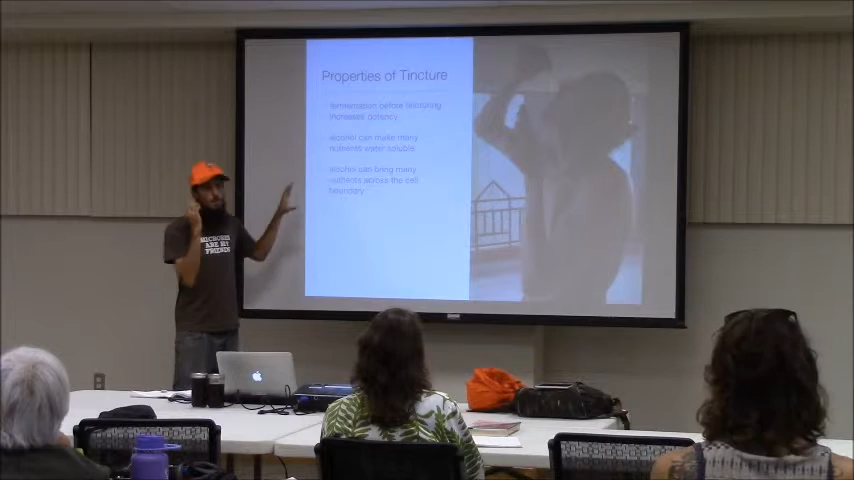 Properties of Tincture
fermentation before tincturing
increases potency
alcohol can make many
nutrients water soluble
alcohol can bring many
nutrients across the cell
boundary
MICROBES
ARE MY
FRIENDS